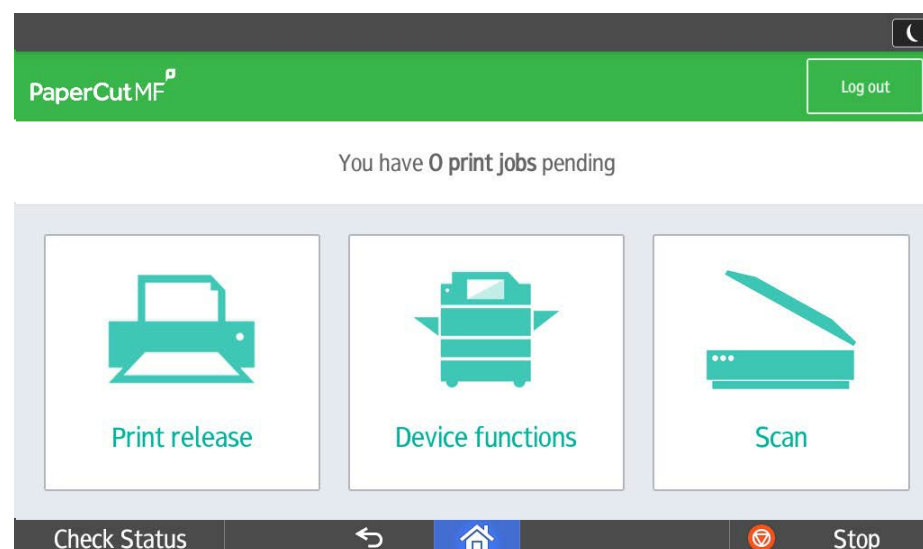 PaperCutMF
Log out
You have 0 print jobs pending
Print release
Device functions
Scan
Check Status
Stop